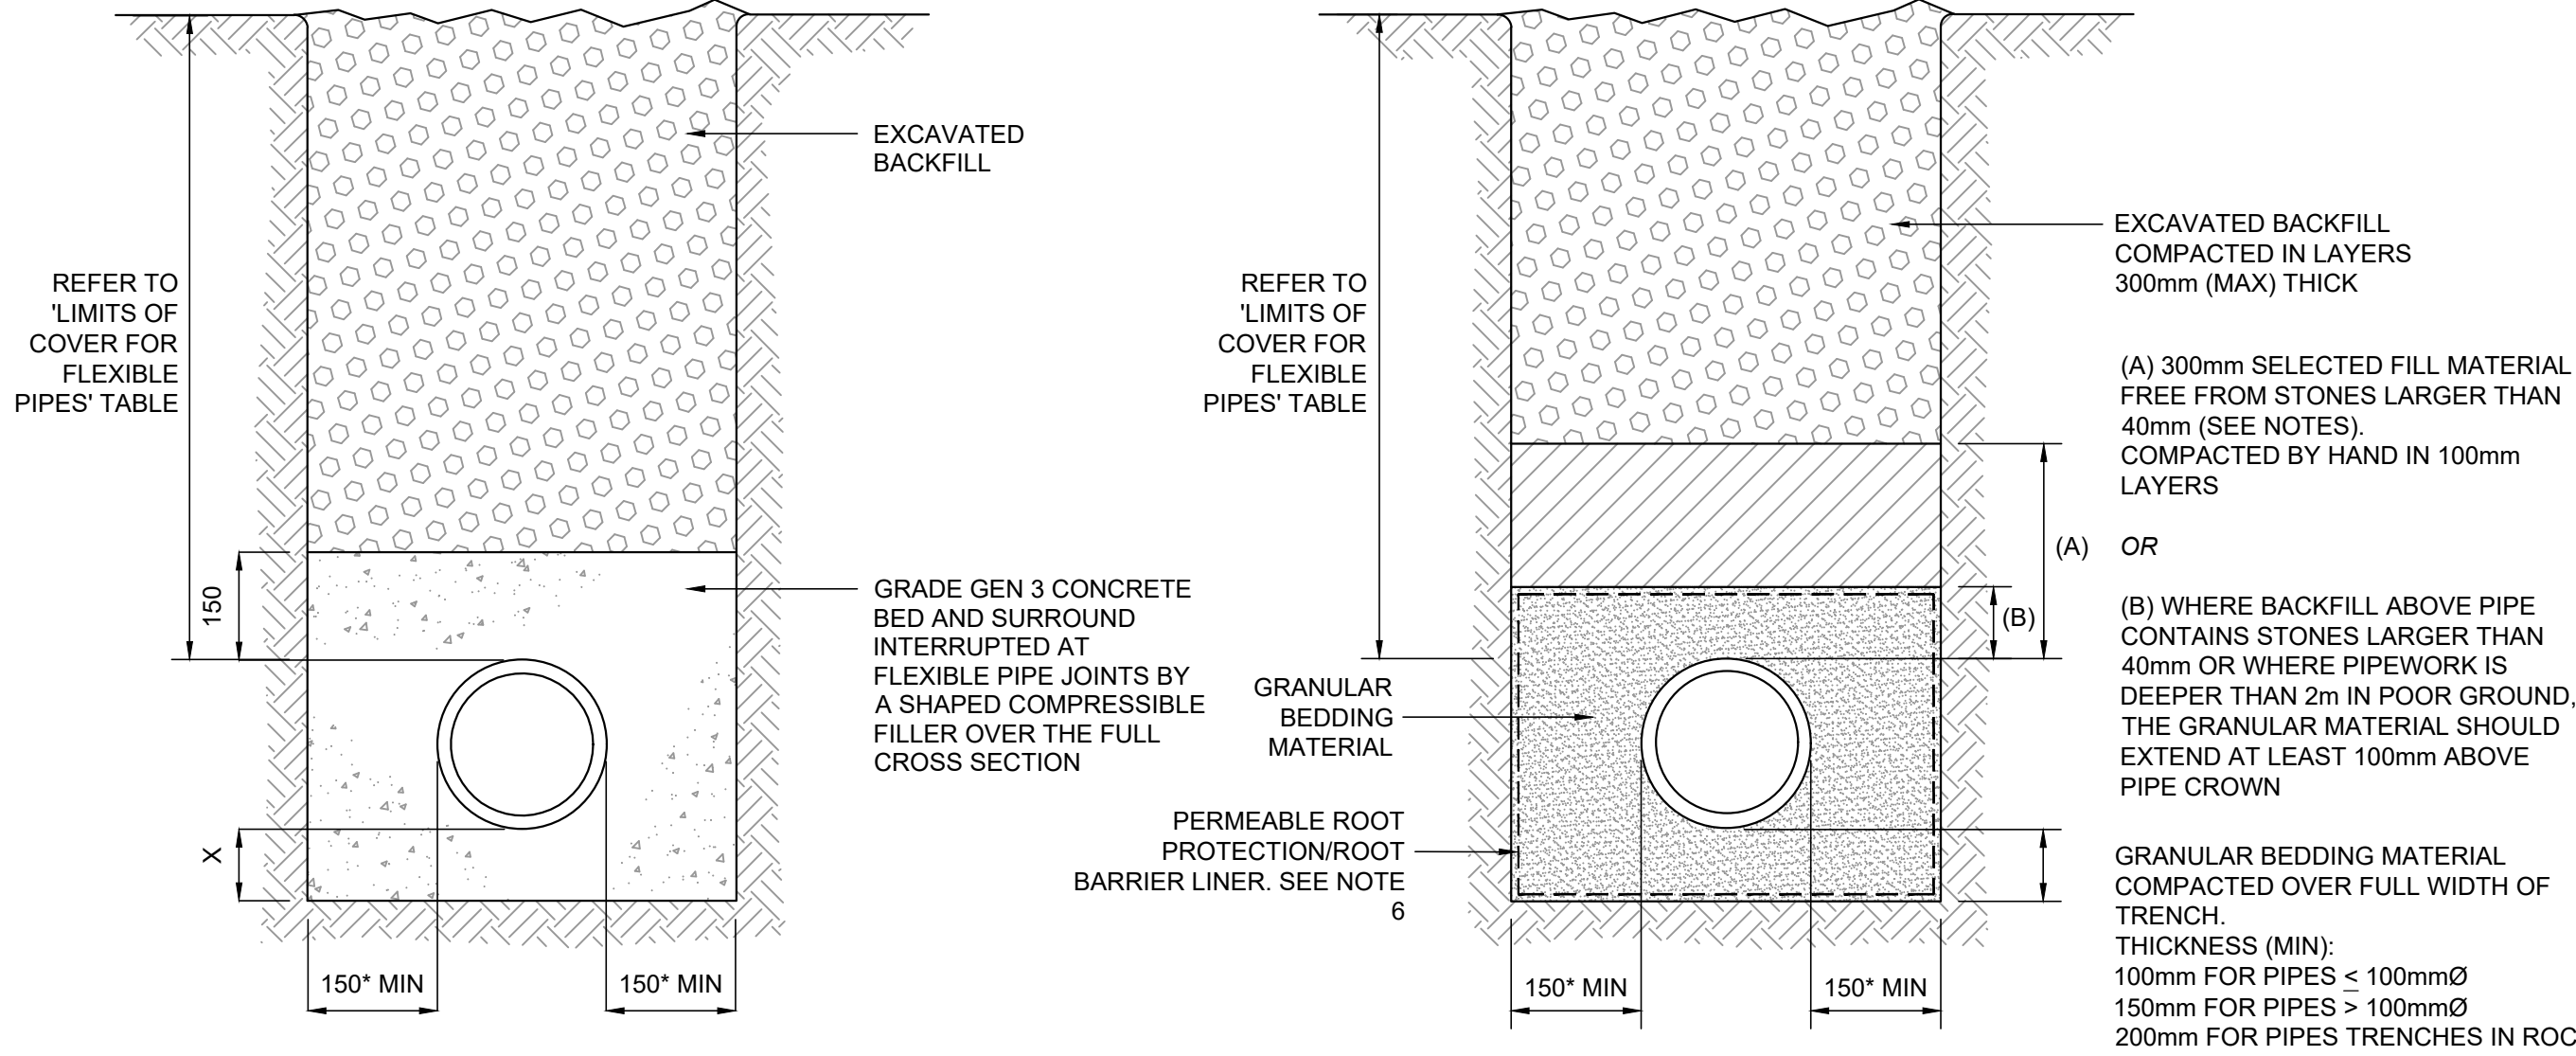 REFER TO
'LIMITS OF
COVER FOR
FLEXIBLE
PIPES' TABLE
EXCAVATED
BACKFILL
150
GRADE GEN 3 CONCRETE
BED AND SURROUND
INTERRUPTED AT
FLEXIBLE PIPE JOINTS BY
A SHAPED COMPRESSIBLE
FILLER OVER THE FULL
CROSS SECTION
X
150* MIN
150* MIN
REFER TO
'LIMITS OF
COVER FOR
FLEXIBLE
PIPES' TABLE
GRANULAR
BEDDING
MATERIAL
PERMEABLE ROOT
PROTECTION/ROOT
BARRIER LINER. SEE NOTE
6
150* MIN
150* MIN
EXCAVATED BACKFILL
COMPACTED IN LAYERS
300mm (MAX) THICK
(A) 300mm SELECTED FILL MATERIAL
FREE FROM STONES LARGER THAN
40mm (SEE NOTES).
COMPACTED BY HAND IN 100mm
LAYERS
(A)
OR
(B)
(B) WHERE BACKFILL ABOVE PIPE
CONTAINS STONES LARGER THAN
40mm OR WHERE PIPEWORK IS
DEEPER THAN 2m IN POOR GROUND,
THE GRANULAR MATERIAL SHOULD
EXTEND AT LEAST 100mm ABOVE
PIPE CROWN
GRANULAR BEDDING MATERIAL
COMPACTED OVER FULL WIDTH OF
TRENCH.
THICKNESS (MIN):
100mm FOR PIPES ≤ 100mmØ
150mm FOR PIPES > 100mmØ
200mm FOR PIPES TRENCHES IN ROC